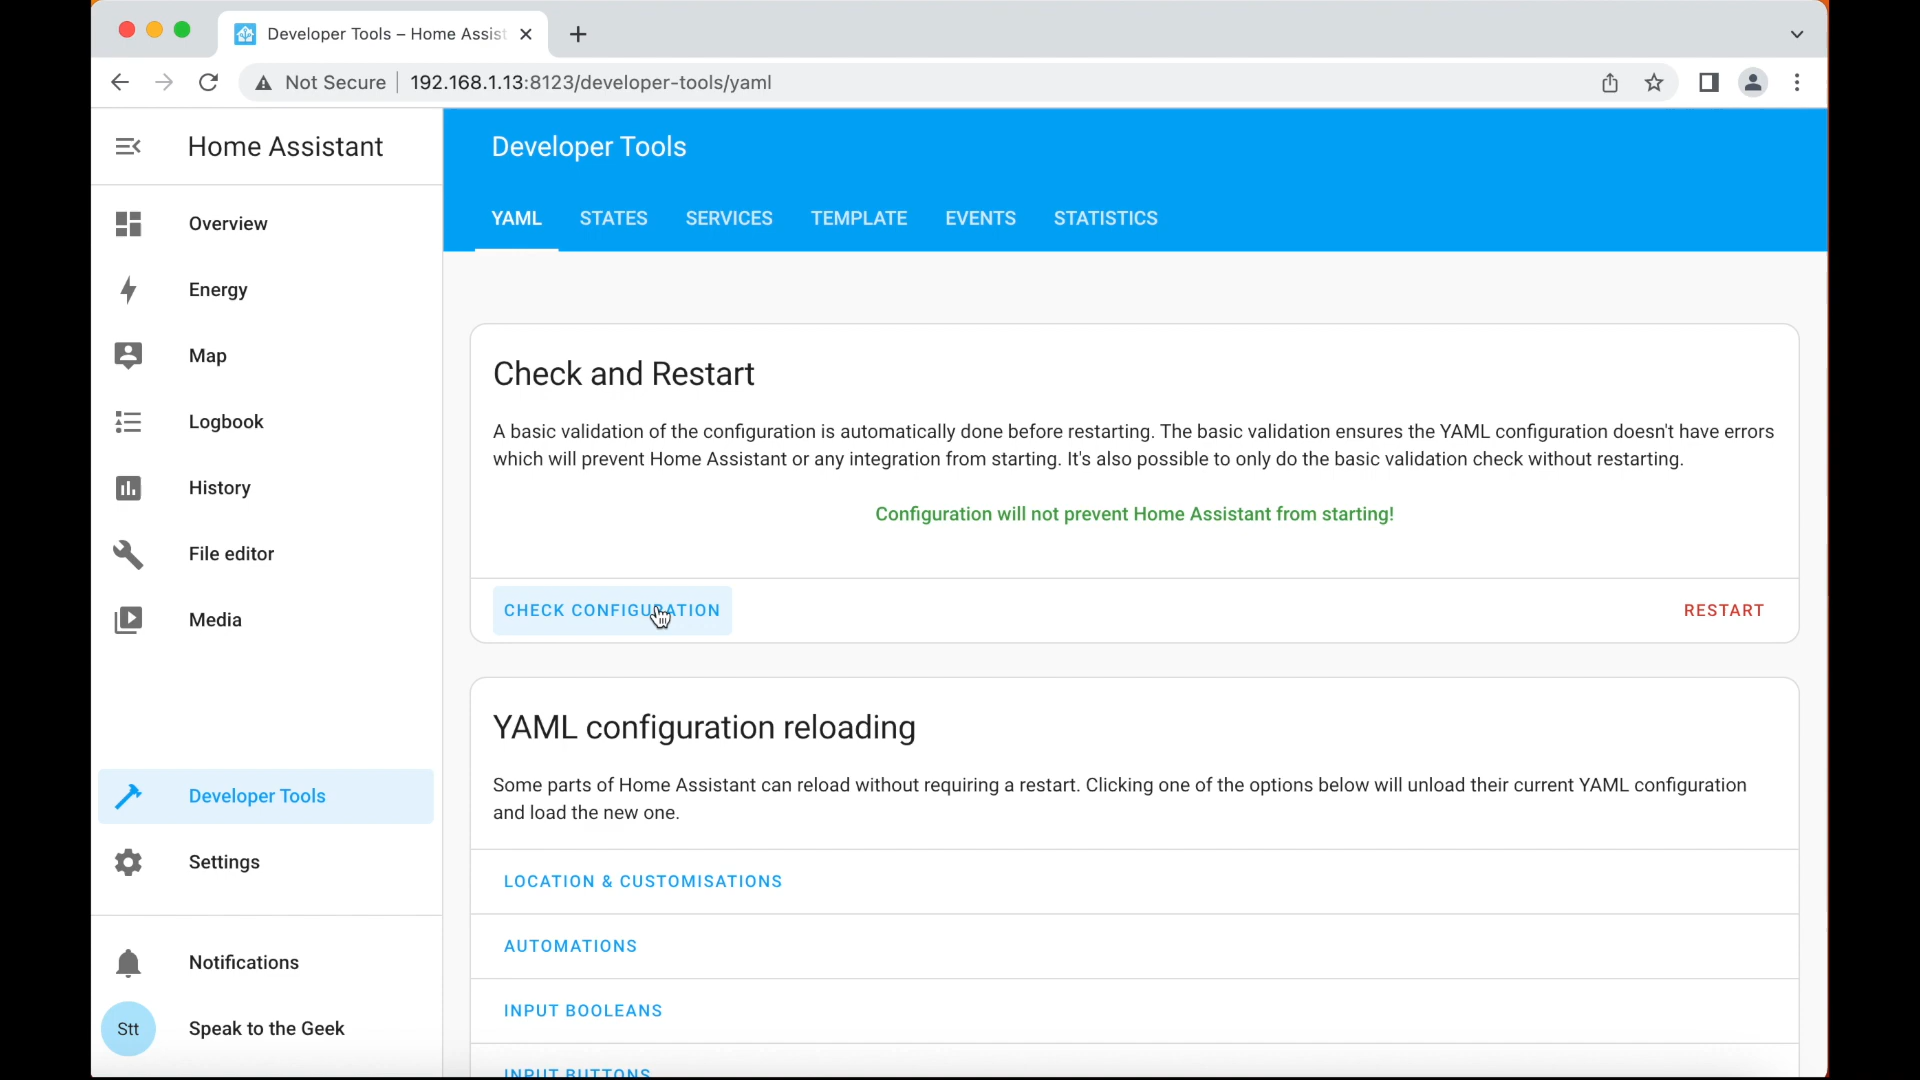 Developer Tools – Home Assist
Not Secure
192.168.1.13:8123/developer-tools/yaml
Home Assistant
Developer Tools
YAML STATES SERVICES TEMPLATE EVENTS STATISTICS
Overview
Energy
Map
Logbook
History
File editor
Media
Developer Tools
Settings
Notifications
Stt Speak to the Geek
Check and Restart
A basic validation of the configuration is automatically done before restarting. The basic validation ensures the YAML configuration doesn't have errors
which will prevent Home Assistant or any integration from starting. It's also possible to only do the basic validation check without restarting.
Configuration will not prevent Home Assistant from starting!
CHECK CONFIGURATION RESTART
YAML configuration reloading
Some parts of Home Assistant can reload without requiring a restart. Clicking one of the options below will unload their current YAML configuration
and load the new one.
LOCATION & CUSTOMISATIONS
AUTOMATIONS
INPUT BOOLEANS
INPUT BUTTONS